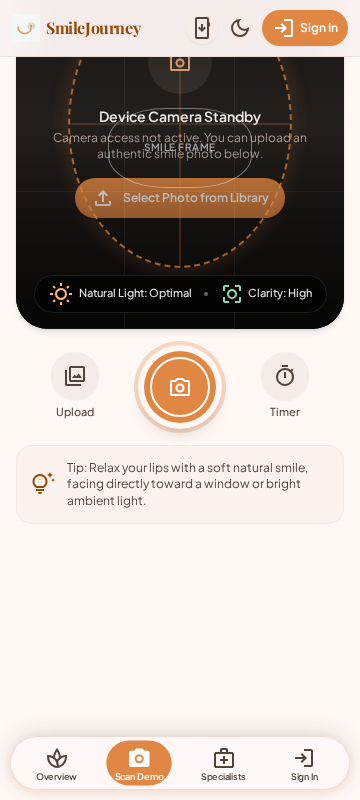 SmileJourney
Sign In
Device Camera Standby
Camera access not active. You can upload an
SMILE FRAME
authentic smile photo below.
Select Photo from Library
Natural Light: Optimal • Clarity: High
Upload
Timer
Tip: Relax your lips with a soft natural smile,
facing directly toward a window or bright
ambient light.
Overview
Scan Demo
Specialists
Sign In